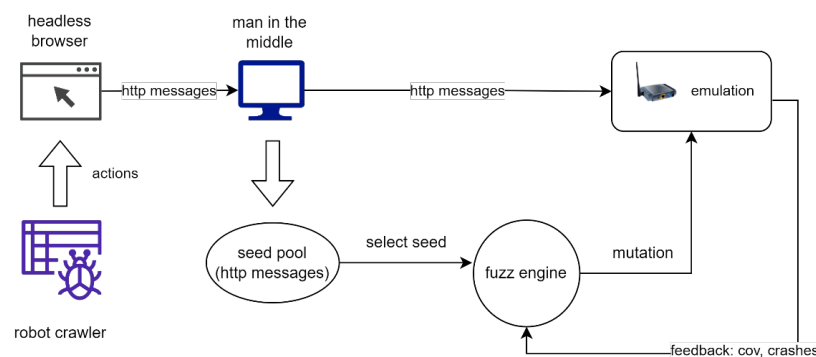 headless
browser
man in the
middle
http messages
http messages
emulation
actions
seed pool
(http messages)
select seed
fuzz engine
mutation
robot crawler
feedback: cov, crashes